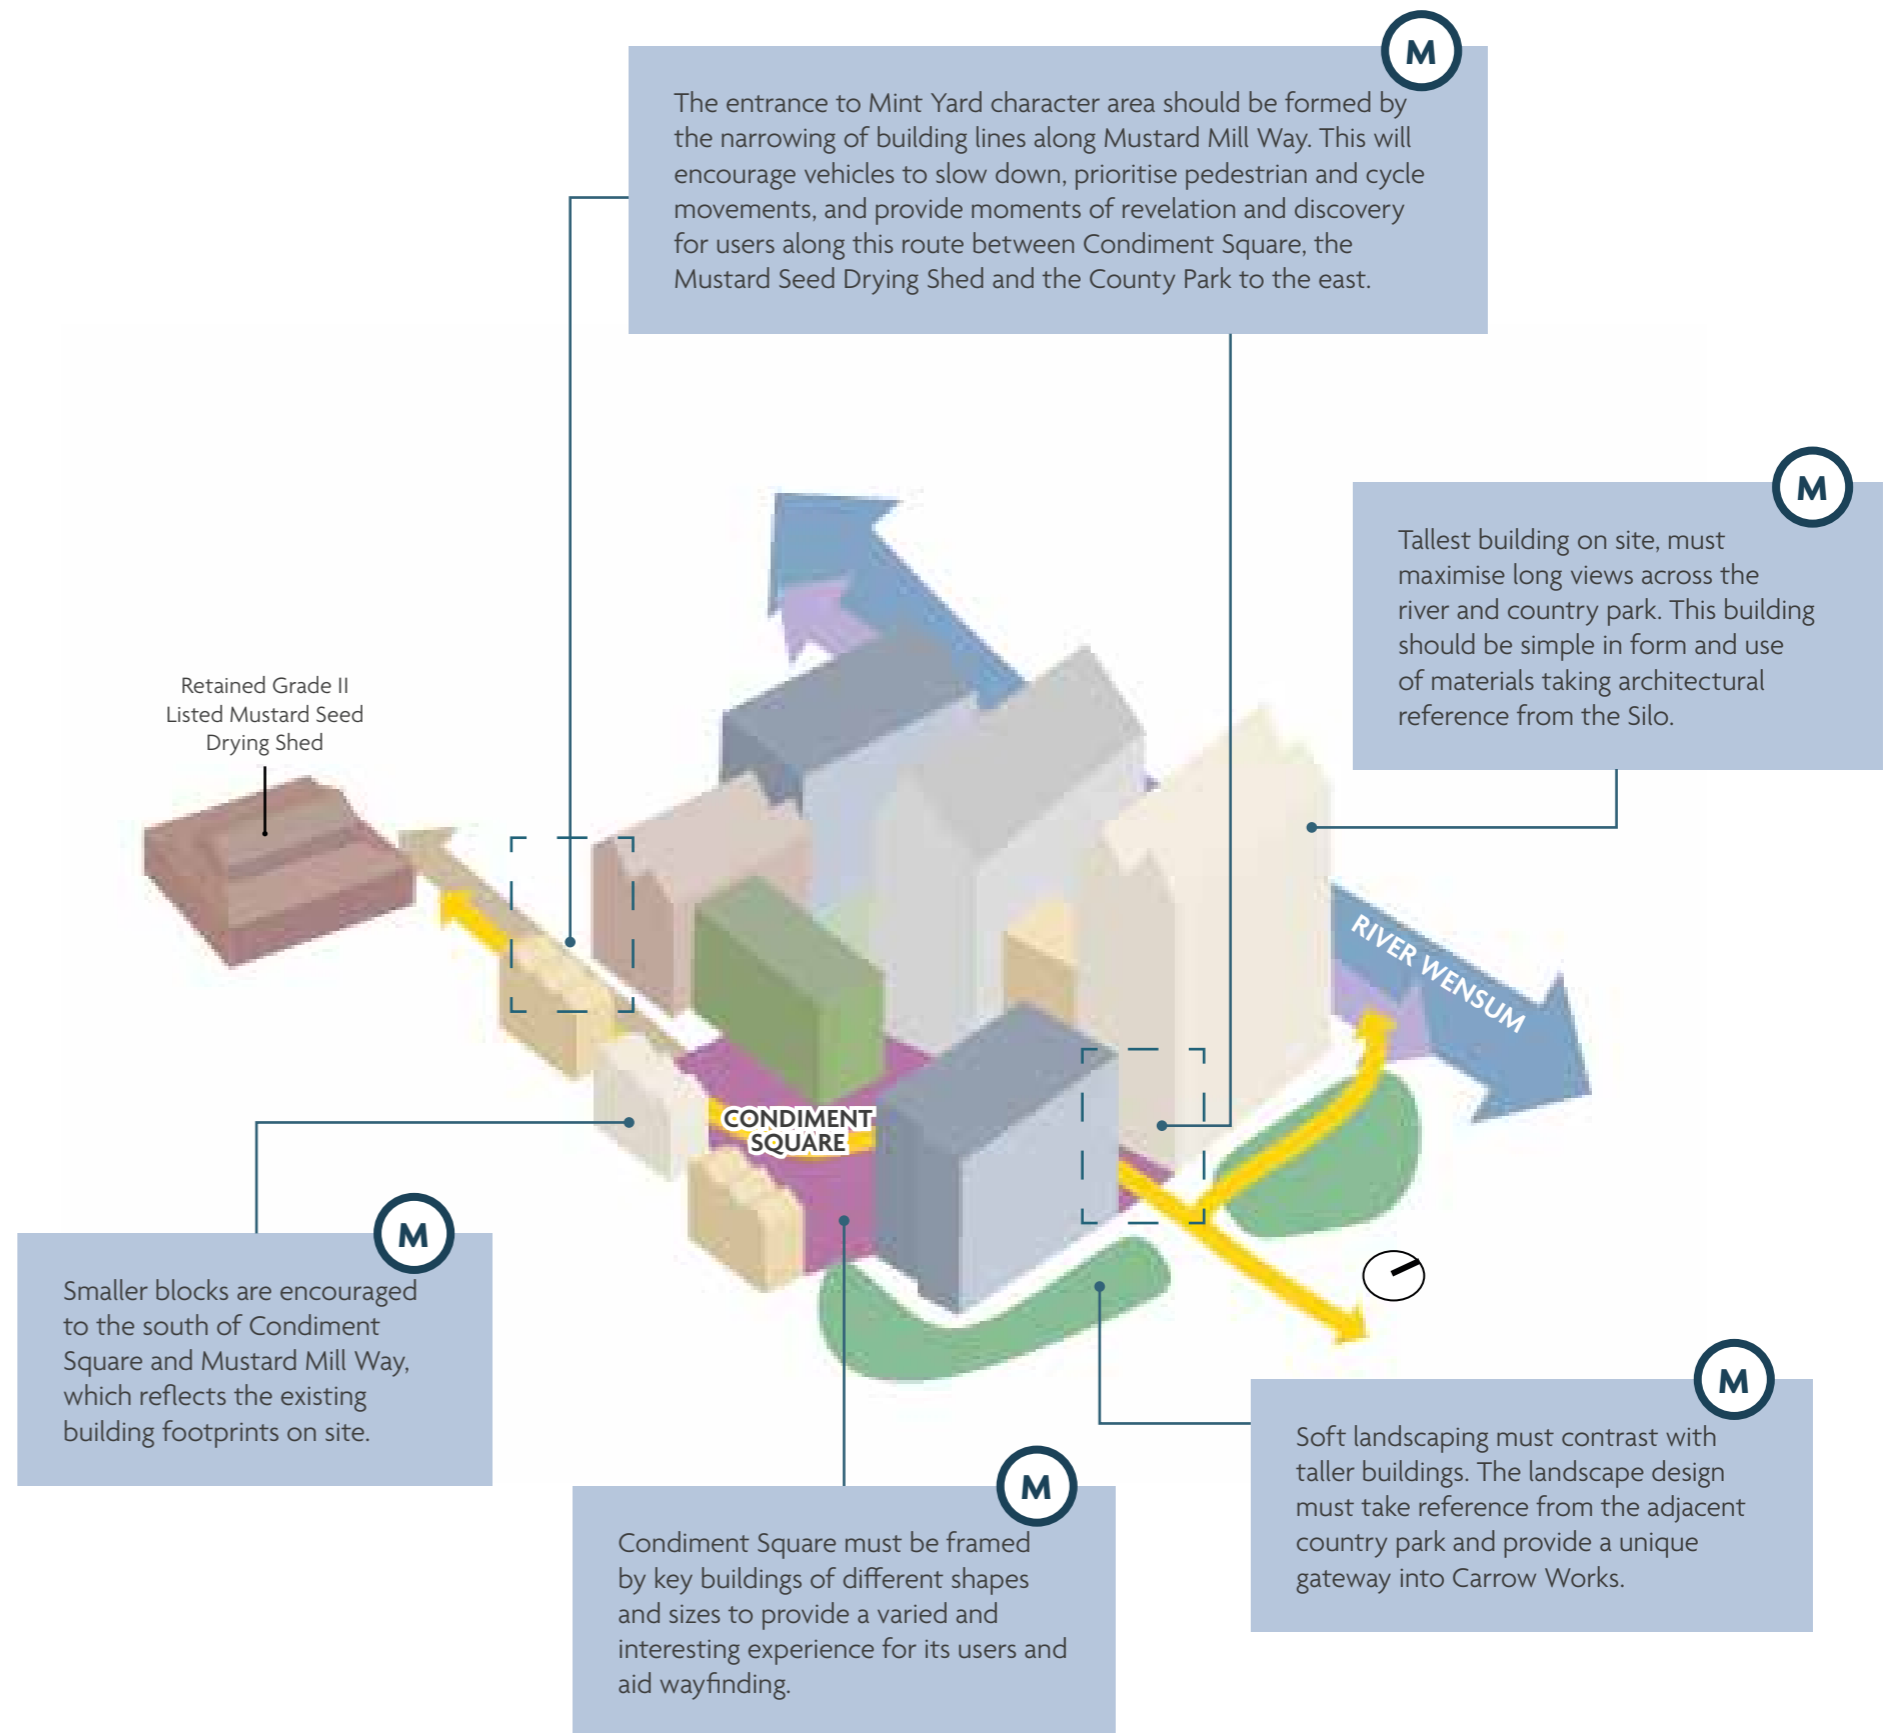 M
The entrance to Mint Yard character area should be formed by
the narrowing of building lines along Mustard Mill Way. This will
encourage vehicles to slow down, prioritise pedestrian and cycle
movements, and provide moments of revelation and discovery
for users along this route between Condiment Square, the
Mustard Seed Drying Shed and the County Park to the east.
M
Tallest building on site, must
maximise long views across the
river and country park. This building
should be simple in form and use
of materials taking architectural
reference from the Silo.
Retained Grade II
Listed Mustard Seed
Drying Shed
RIVER WENSUM
CONDIMENT
SQUARE
M
Smaller blocks are encouraged
to the south of Condiment
Square and Mustard Mill Way,
which reflects the existing
building footprints on site.
M
Condiment Square must be framed
by key buildings of different shapes
and sizes to provide a varied and
interesting experience for its users and
aid wayfinding.
M
Soft landscaping must contrast with
taller buildings. The landscape design
must take reference from the adjacent
country park and provide a unique
gateway into Carrow Works.